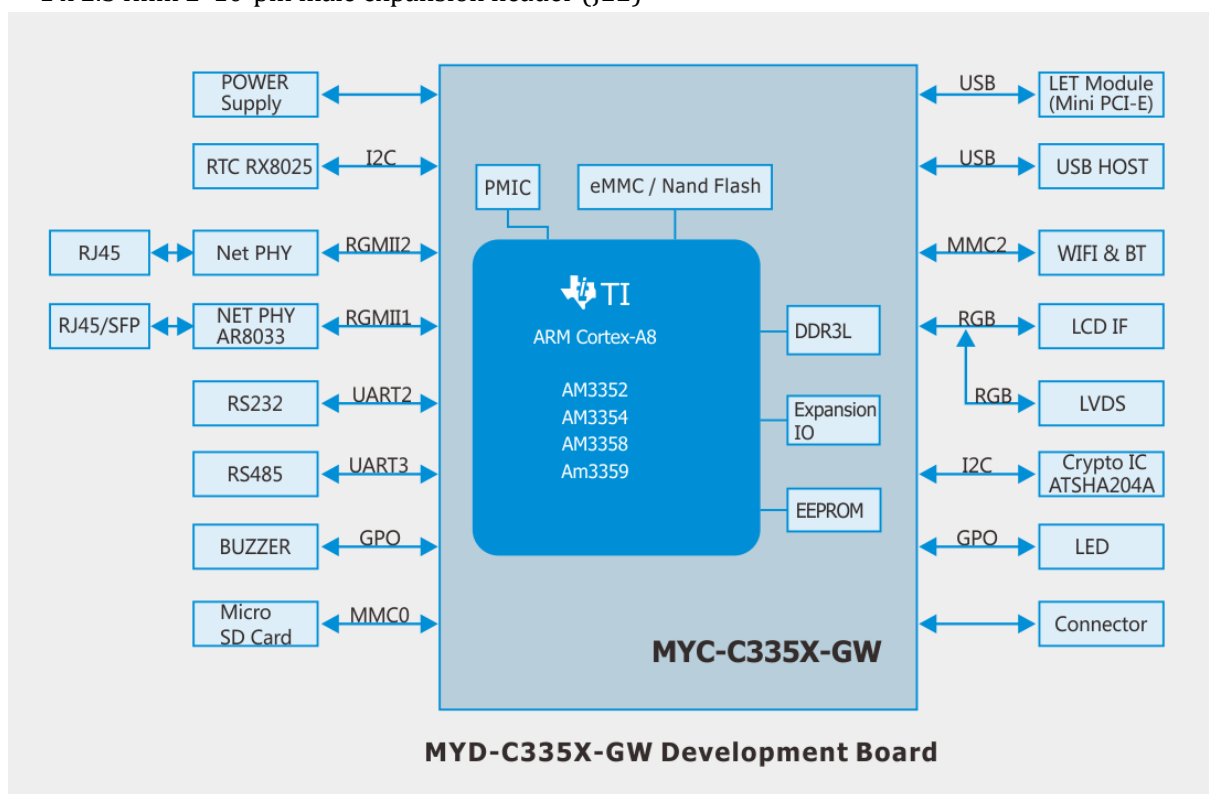 POWER
Supply
USB
LET Module
(Mini PCI-E)
RTC RX8025
I2C
USB
USB HOST
PMIC
eMMC / Nand Flash
RJ45
Net PHY
RGMII2
MMC2
WIFI & BT
TI
RJ45/SFP
NET PHY
AR8033
RGMII1
ARM Cortex-A8
DDR3L
RGB
LCD IF
RS232
UART2
AM3352
AM3354
AM3358
Am3359
Expansion
IO
RGB
LVDS
RS485
UART3
I2C
Crypto IC
ATSHA204A
EEPROM
BUZZER
GPO
GPO
LED
Micro
SD Card
MMC0
Connector
MYC-C335X-GW
MYD-C335X-GW Development Board